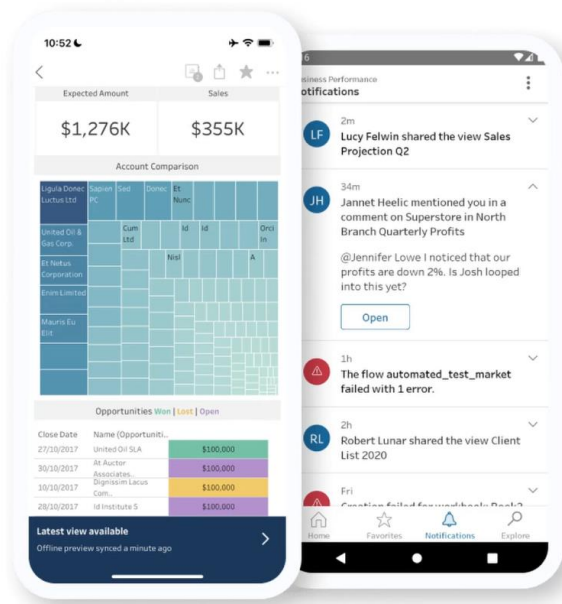 10:52
Expected Amount
Sales
$1,276K
$355K
Account Comparison
Ligula Donec
Luctus Ltd
Sapien
PC
Sed
Donec
Et
Nunc
United Oil &
Gas Corp.
Cum
Ltd
Id
Id
Orci
In
Et Netus
Corporation
Nisl
A
Enim Limited
Mauris Eu
Elit
Opportunities Won | Lost | Open
Close Date
Name (Opportuniti..
27/10/2017
United Oil SLA
$100,000
30/10/2017
At Auctor
Associates..
$100,000
10/10/2017
Dignissim Lacus
Com..
$100,000
28/10/2017
Id Institute S
$100,000
Latest view available
Offline preview synced a minute ago
6
usiness Performance
otifications
2m
LF
Lucy Felwin shared the view Sales
Projection Q2
34m
JH
Jannet Heelic mentioned you in a
comment on Superstore in North
Branch Quarterly Profits
@Jennifer Lowe I noticed that our
profits are down 2%. Is Josh looped
into this yet?
Open
1h
The flow automated_test_market
failed with 1 error.
2h
RL
Robert Lunar shared the view Client
List 2020
Fri
Creation failed for workbook: Book2
Home
Favorites
Notifications
Explore